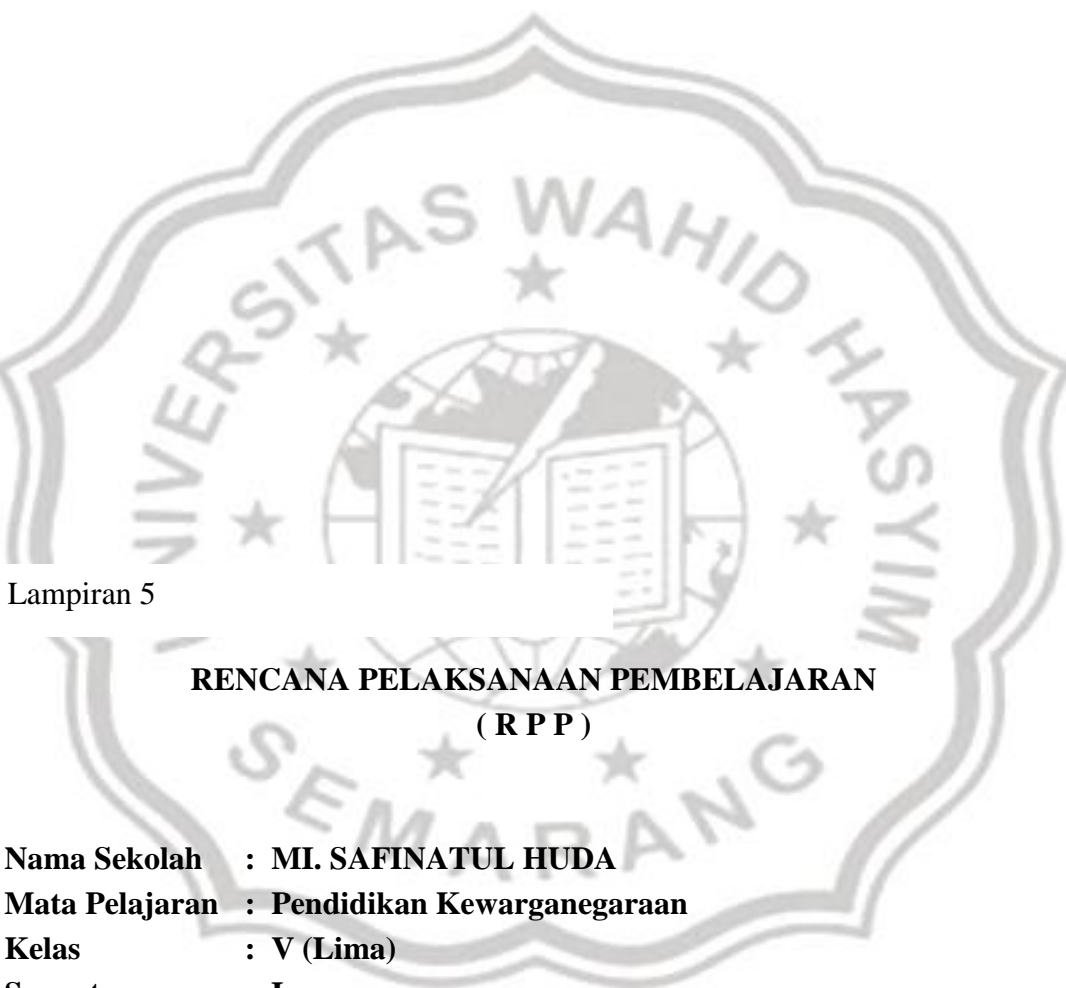 UNIVERSITAS WAHID HASYIM
Lampiran 5
RENCANA PELAKSANAAN PEMBELAJARAN
( R P P )
SEMARANG
Nama Sekolah : MI. SAFINATUL HUDA
Mata Pelajaran : Pendidikan Kewarganegaraan
Kelas : V (Lima)